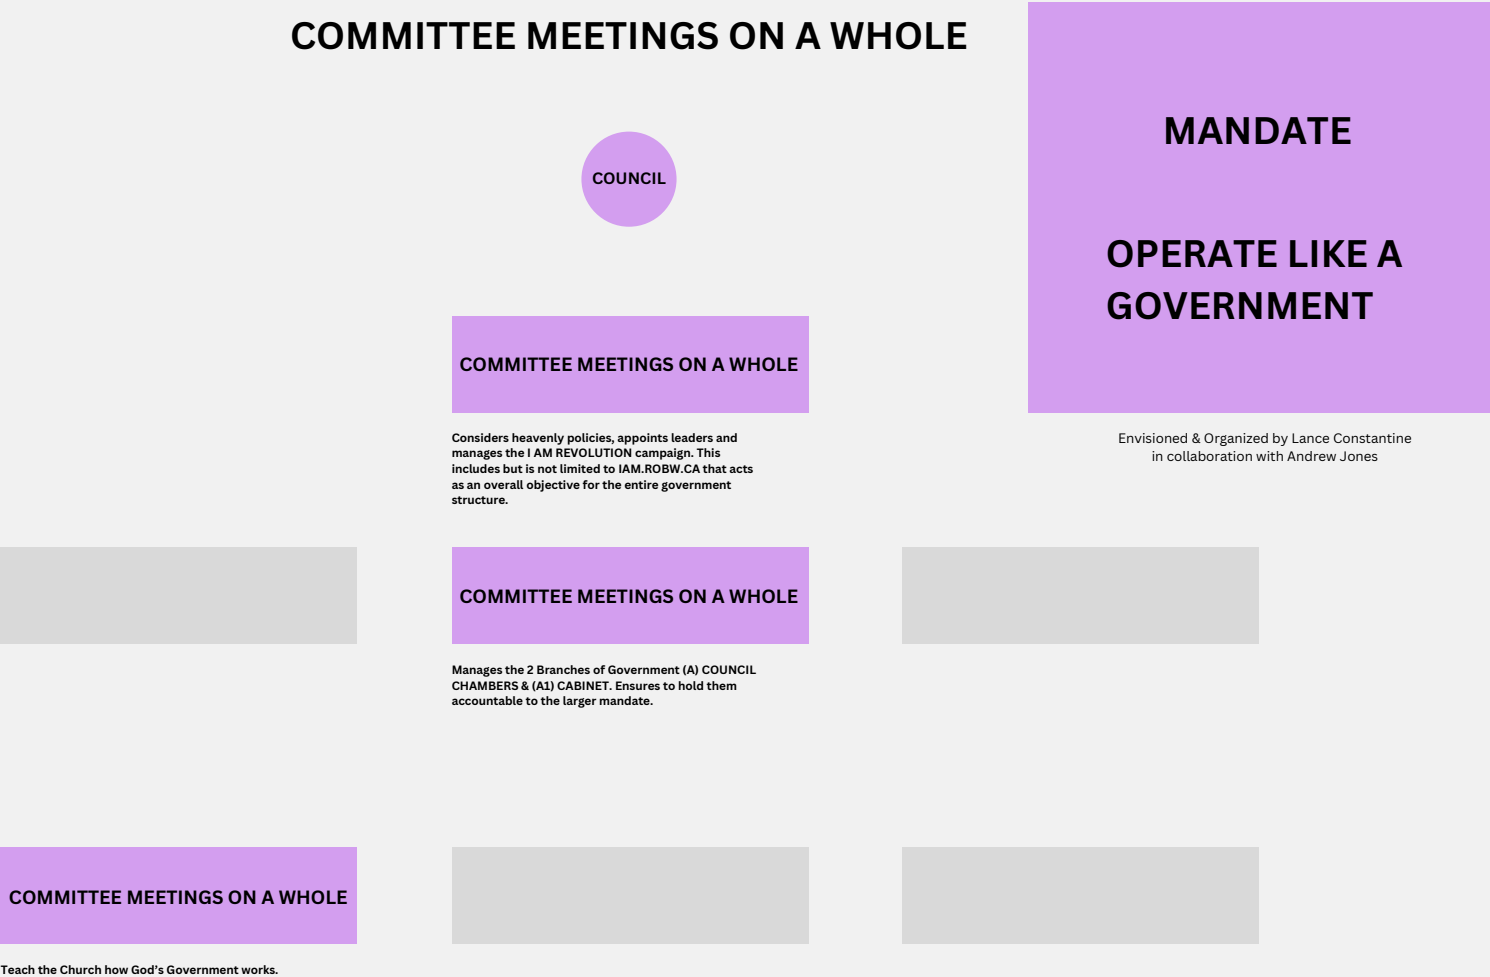 COMMITTEE MEETINGS ON A WHOLE
MANDATE
OPERATE LIKE A
GOVERNMENT
COUNCIL
COMMITTEE MEETINGS ON A WHOLE
Considers heavenly policies, appoints leaders and
manages the I AM REVOLUTION campaign. This
includes but is not limited to IAM.ROBW.CA that acts
as an overall objective for the entire government
structure.
Envisioned & Organized by Lance Constantine
in collaboration with Andrew Jones
COMMITTEE MEETINGS ON A WHOLE
Manages the 2 Branches of Government (A) COUNCIL
CHAMBERS & (A1) CABINET. Ensures to hold them
accountable to the larger mandate.
COMMITTEE MEETINGS ON A WHOLE
Teach the Church how God’s Government works.